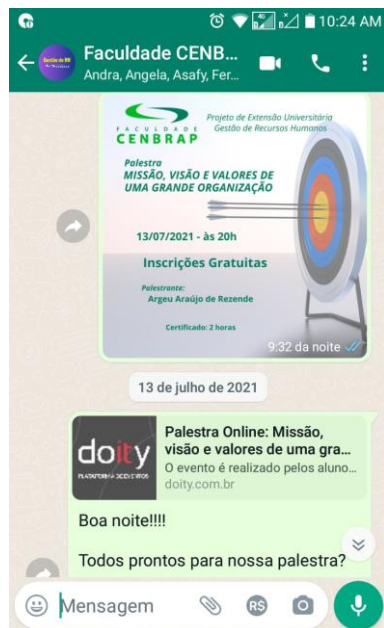 10:24 AM
Faculdade CENB...
Andra, Angela, Asafy, Fer...
FACULDADE
CENBRAP
Projeto de Extensão Universitária
Gestão de Recursos Humanos
Palestra
MISSÃO, VISÃO E VALORES DE
UMA GRANDE ORGANIZAÇÃO
13/07/2021 - às 20h
Inscrições Gratuitas
Palestrante:
Argeu Araújo de Rezende
Certificado: 2 horas
9:32 da noite
13 de julho de 2021
doity
PLATAFORMA DE EVENTOS
Palestra Online: Missão,
visão e valores de uma gra...
O evento é realizado pelos aluno...
doity.com.br
Boa noite!!!!
Todos prontos para nossa palestra?
Mensagem
R$